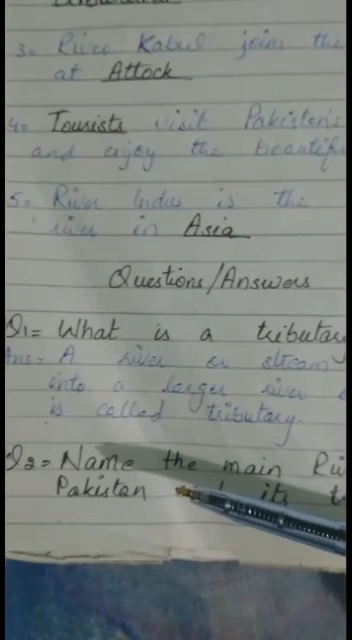 3= River Kabul joins the
at Attock
4= Tourists visit Pakistan's
and enjoy the
5= River Indus is the
river in Asia
Questions/Answers
Q1= What is a tributary
Ans= A river or stream
into a larger river
is called tributary.
Q2= Name the main
Pakistan its